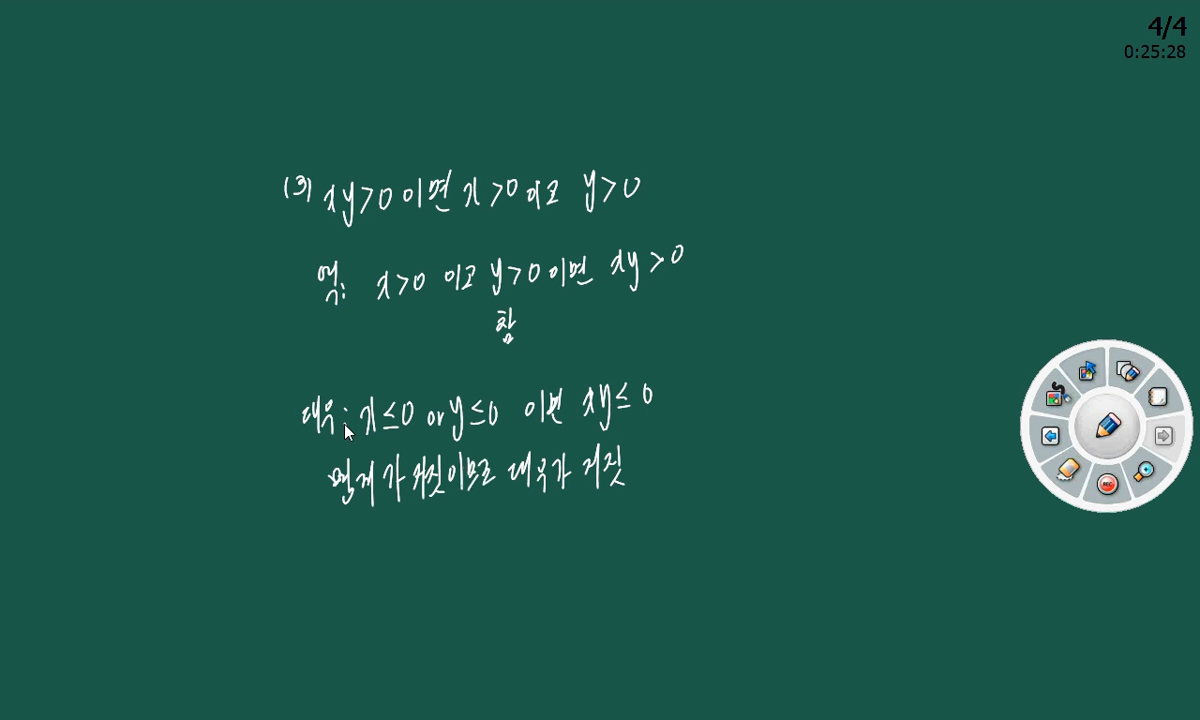 4/4
0:25:28
(3) xy>0 이면 x>0 이고 y>0
역: x>0 이고 y>0 이면 xy>0
참
대우: x≤0 or y≤0 이면 xy≤0
명제가 거짓이므로 대우가 거짓
REC